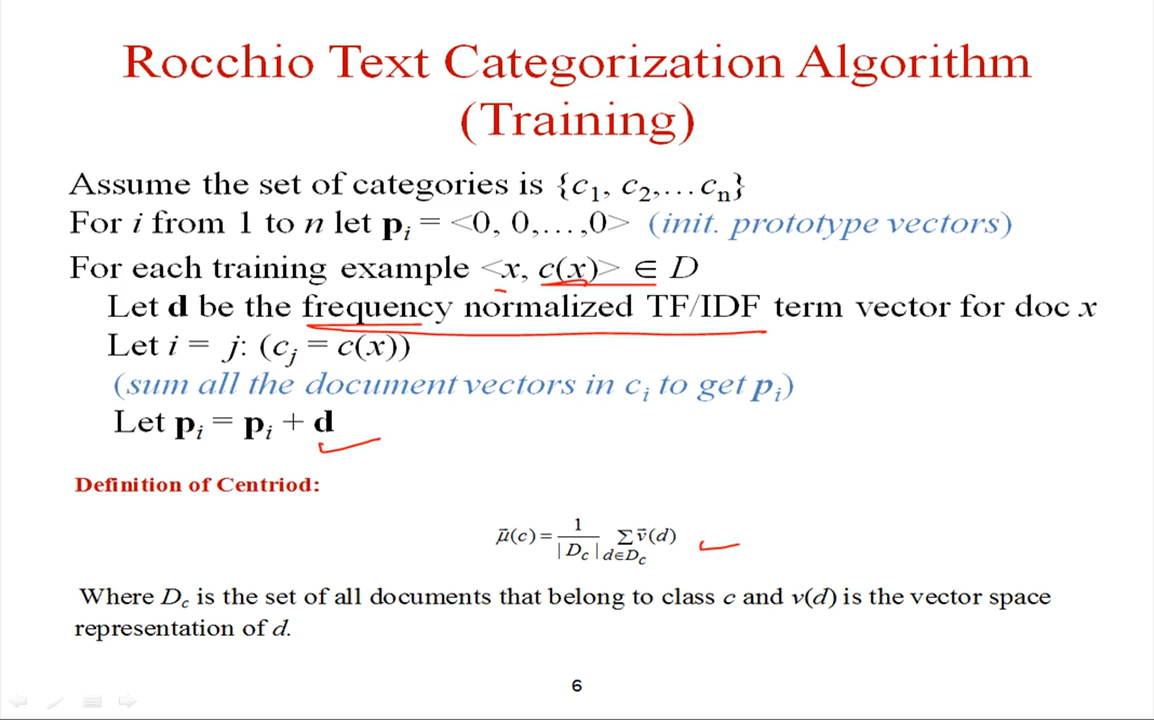 Rocchio Text Categorization Algorithm
(Training)
Assume the set of categories is {c₁, c₂,…cₙ}
For i from 1 to n let pᵢ = <0, 0,…,0> (init. prototype vectors)
For each training example <x, c(x)> ∈ D
Let d be the frequency normalized TF/IDF term vector for doc x
Let i = j: (cⱼ = c(x))
(sum all the document vectors in cᵢ to get pᵢ)
Let pᵢ = pᵢ + d
Definition of Centriod:
μ⃗(c) = 1/|D_c| Σ_{d∈D_c} v⃗(d)
Where D_c is the set of all documents that belong to class c and v(d) is the vector space
representation of d.
6